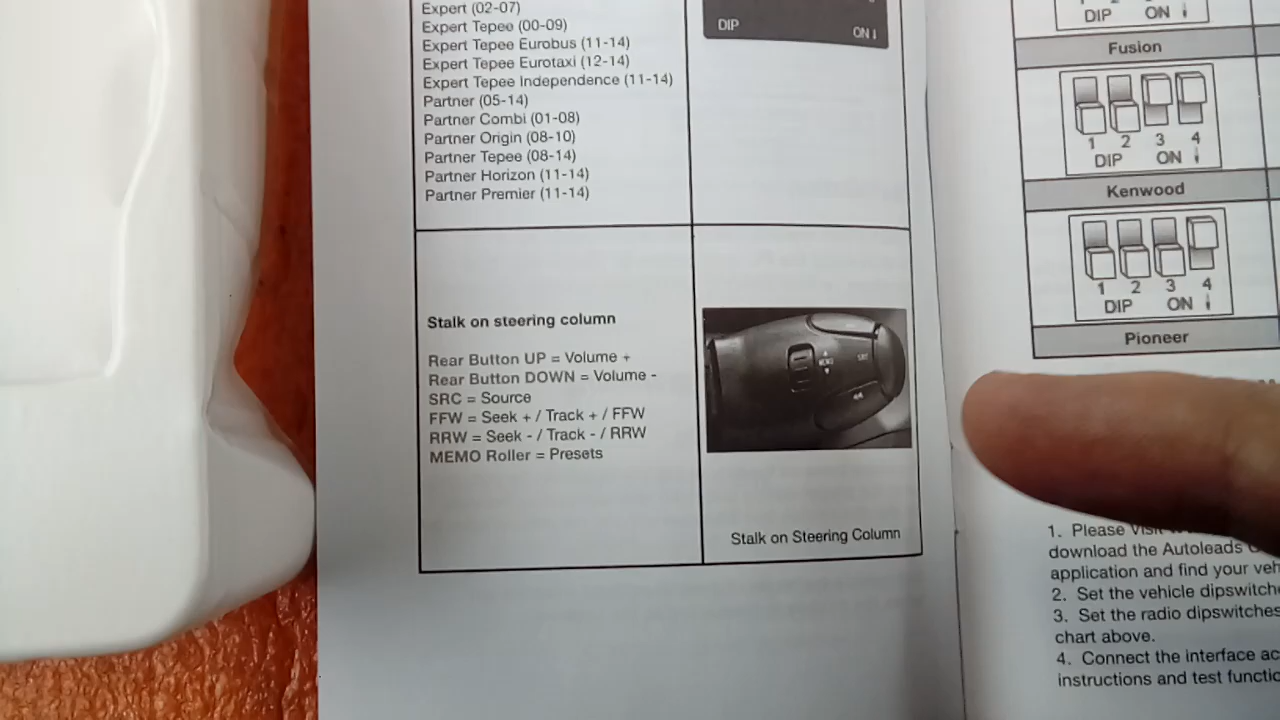 Expert (02-07)
Expert Tepee (00-09)
Expert Tepee Eurobus (11-14)
Expert Tepee Eurotaxi (12-14)
Expert Tepee Independence (11-14)
Partner (05-14)
Partner Combi (01-08)
Partner Origin (08-10)
Partner Tepee (08-14)
Partner Horizon (11-14)
Partner Premier (11-14)
DIP ON
Stalk on steering column
Rear Button UP = Volume +
Rear Button DOWN = Volume -
SRC = Source
FFW = Seek + / Track + / FFW
RRW = Seek - / Track - / RRW
MEMO Roller = Presets
MEMO
SRC
Stalk on Steering Column
DIP ON
Fusion
1 2 3 4
DIP ON
Kenwood
1 2 3 4
DIP ON
Pioneer
1. Please
download the Autoleads
application and find your
2. Set the vehicle
3. Set the radio dipswitches
chart above.
4. Connect the interface
instructions and test